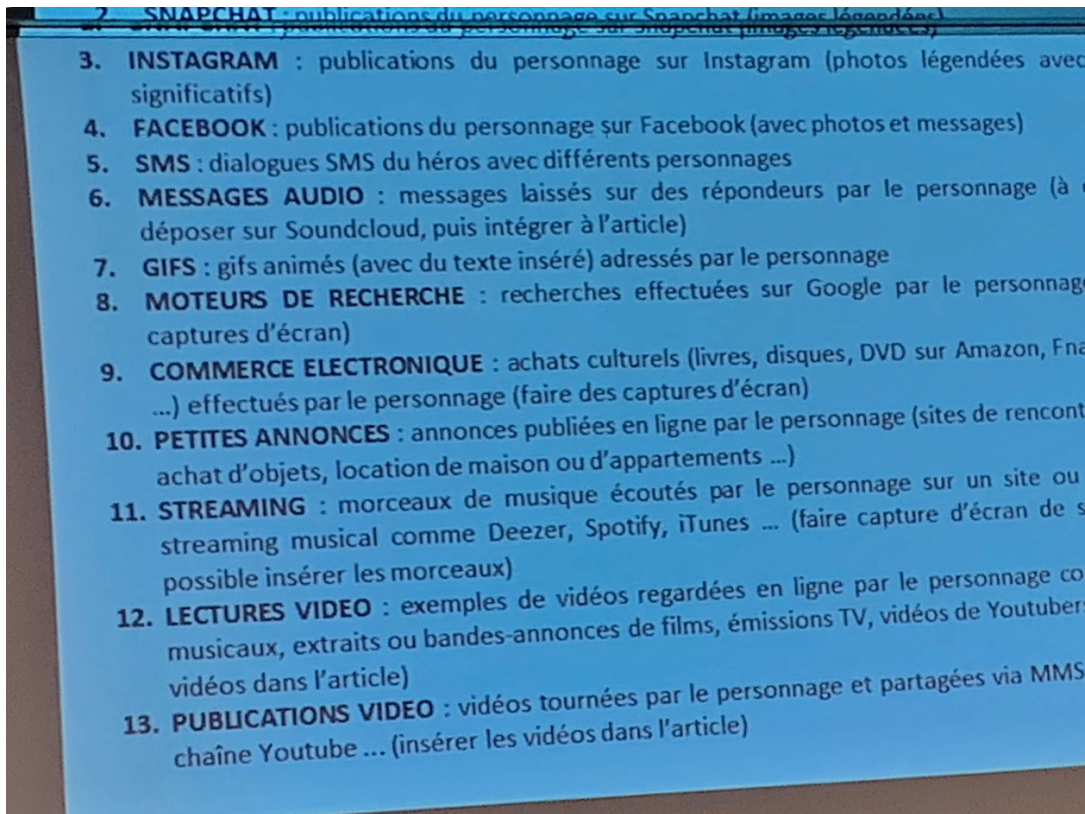 2. SNAPCHAT : publications du personnage sur Snapchat (images légendées)
3. INSTAGRAM : publications du personnage sur Instagram (photos légendées avec
significatifs)
4. FACEBOOK : publications du personnage sur Facebook (avec photos et messages)
5. SMS : dialogues SMS du héros avec différents personnages
6. MESSAGES AUDIO : messages laissés sur des répondeurs par le personnage (à
déposer sur Soundcloud, puis intégrer à l'article)
7. GIFS : gifs animés (avec du texte inséré) adressés par le personnage
8. MOTEURS DE RECHERCHE : recherches effectuées sur Google par le personnag
captures d'écran)
9. COMMERCE ELECTRONIQUE : achats culturels (livres, disques, DVD sur Amazon, Fna
...) effectués par le personnage (faire des captures d'écran)
10. PETITES ANNONCES : annonces publiées en ligne par le personnage (sites de rencont
achat d'objets, location de maison ou d'appartements ...)
11. STREAMING : morceaux de musique écoutés par le personnage sur un site ou
streaming musical comme Deezer, Spotify, iTunes ... (faire capture d'écran de s
possible insérer les morceaux)
12. LECTURES VIDEO : exemples de vidéos regardées en ligne par le personnage co
musicaux, extraits ou bandes-annonces de films, émissions TV, vidéos de Youtuber
vidéos dans l'article)
13. PUBLICATIONS VIDEO : vidéos tournées par le personnage et partagées via MMS
chaîne Youtube ... (insérer les vidéos dans l'article)